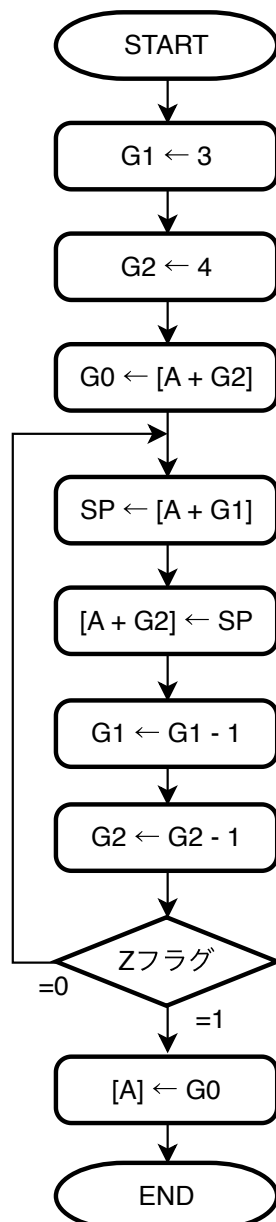 START
G1 ← 3
G2 ← 4
G0 ← [A + G2]
SP ← [A + G1]
[A + G2] ← SP
G1 ← G1 - 1
G2 ← G2 - 1
Zフラグ
=0
=1
[A] ← G0
END